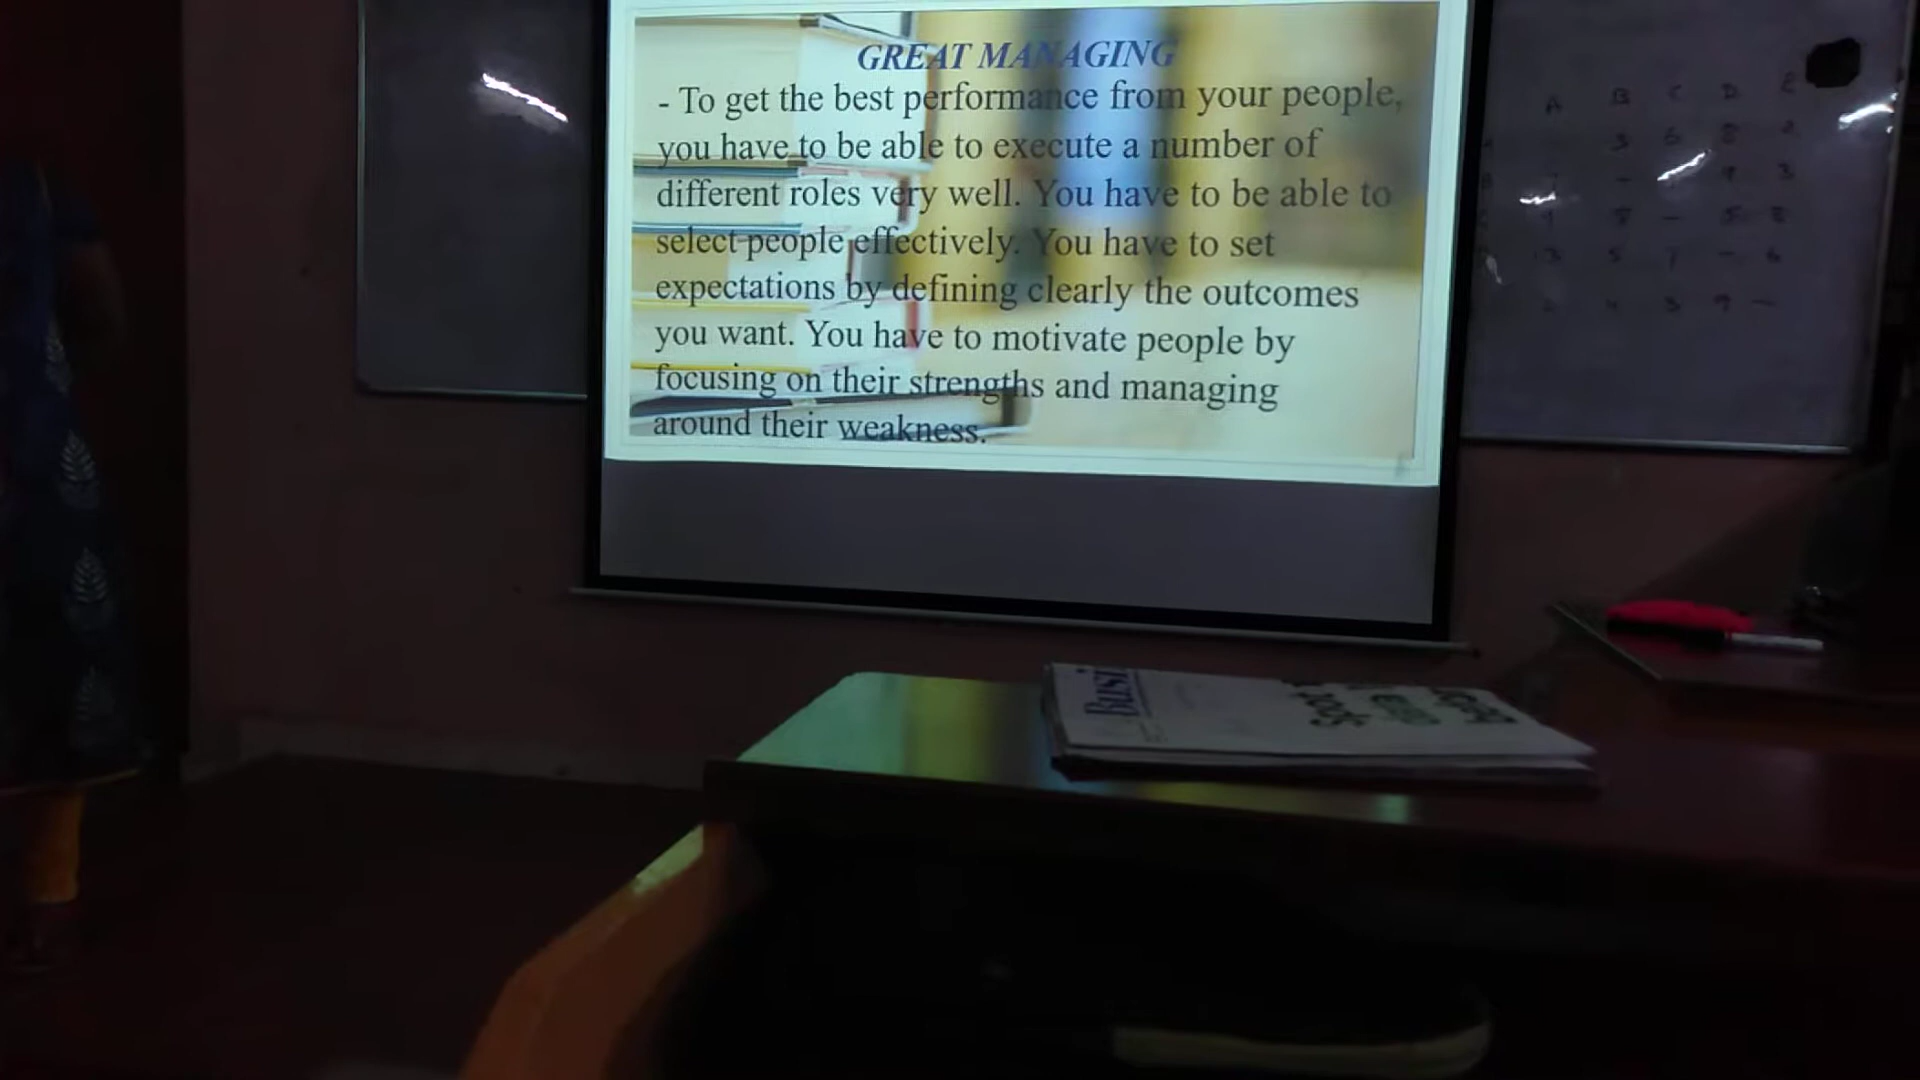 GREAT MANAGING
- To get the best performance from your people,
you have to be able to execute a number of
different roles very well. You have to be able to
select people effectively. You have to set
expectations by defining clearly the outcomes
you want. You have to motivate people by
focusing on their strengths and managing
around their weakness.
A B C D E
Busi